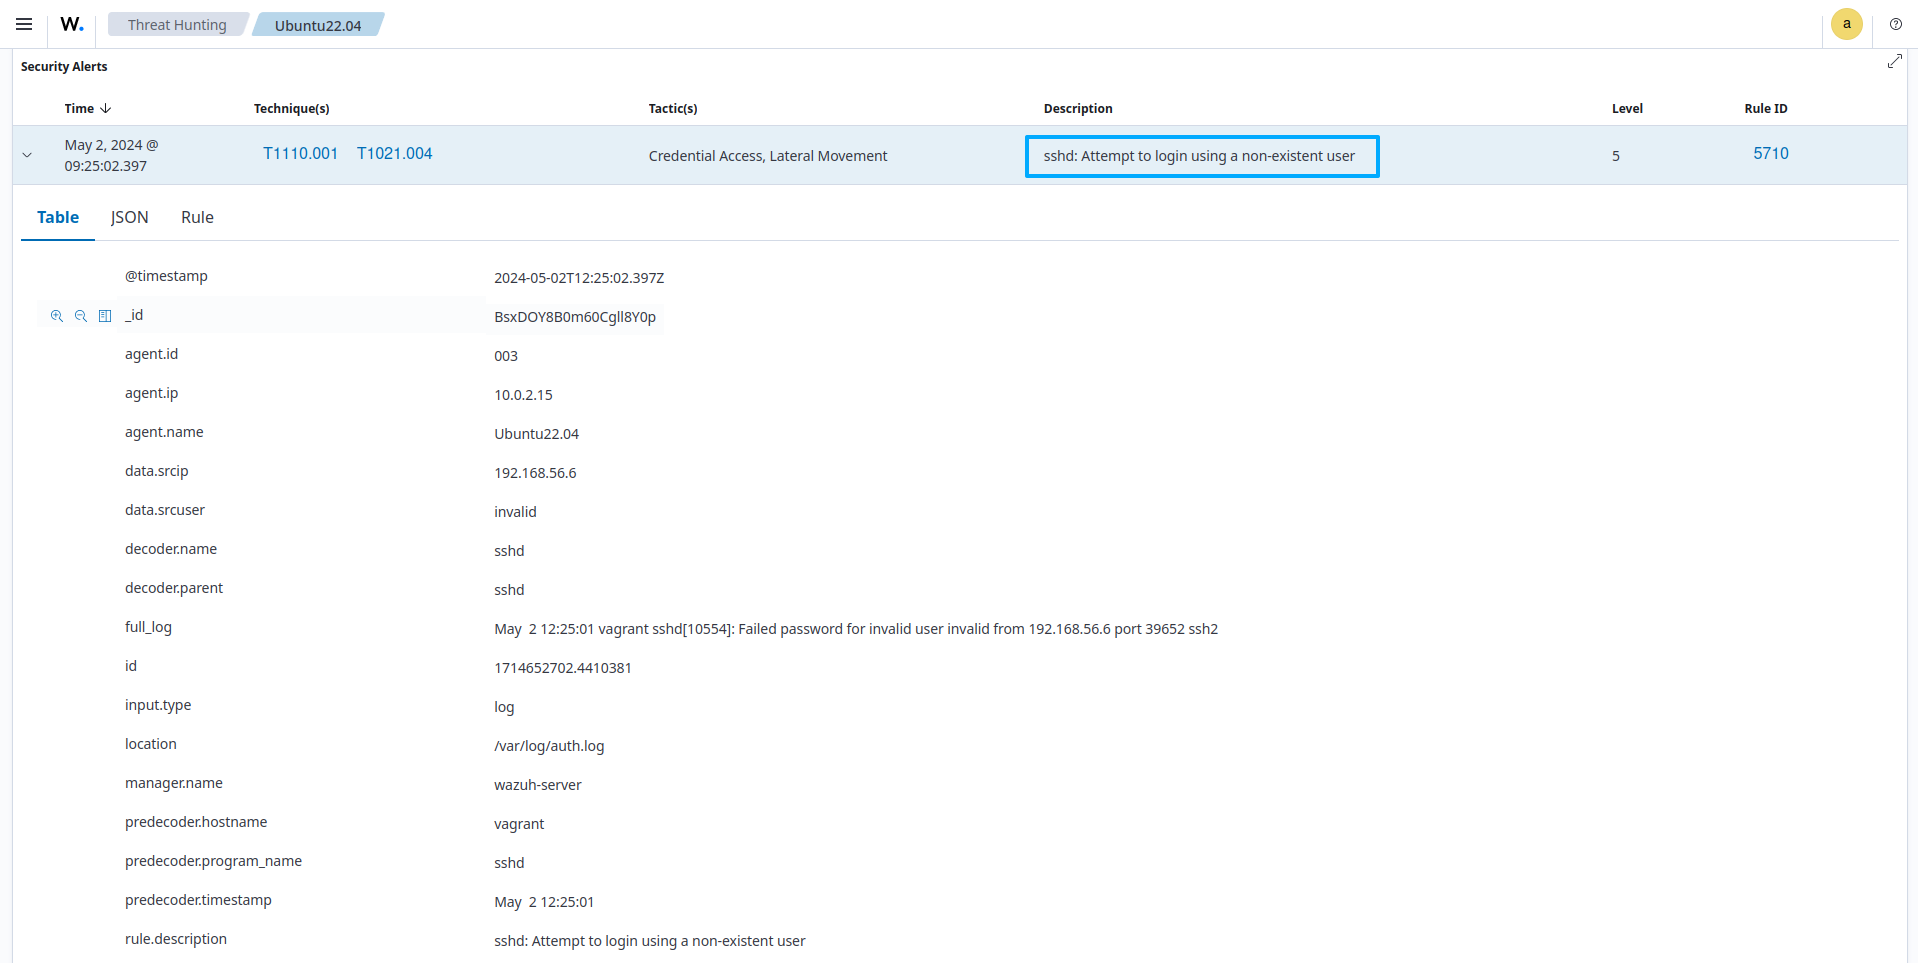 W. Threat Hunting Ubuntu22.04 a
Security Alerts
Time Technique(s) Tactic(s) Description Level Rule ID
May 2, 2024 @
09:25:02.397
T1110.001 T1021.004 Credential Access, Lateral Movement sshd: Attempt to login using a non-existent user 5 5710
Table JSON Rule
@timestamp 2024-05-02T12:25:02.397Z
_id BsxDOY8B0m60Cgll8Y0p
agent.id 003
agent.ip 10.0.2.15
agent.name Ubuntu22.04
data.srcip 192.168.56.6
data.srcuser invalid
decoder.name sshd
decoder.parent sshd
full_log May  2 12:25:01 vagrant sshd[10554]: Failed password for invalid user invalid from 192.168.56.6 port 39652 ssh2
id 1714652702.4410381
input.type log
location /var/log/auth.log
manager.name wazuh-server
predecoder.hostname vagrant
predecoder.program_name sshd
predecoder.timestamp May  2 12:25:01
rule.description sshd: Attempt to login using a non-existent user